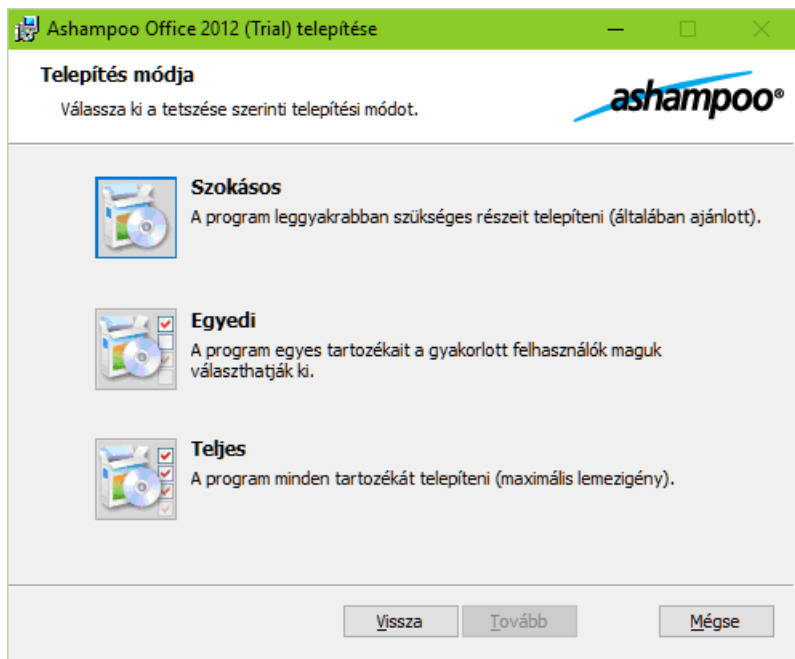 Ashampoo Office 2012 (Trial) telepítése
Telepítés módja
Válassza ki a tetszése szerinti telepítési módot.
ashampoo®
Szokásos
A program leggyakrabban szükséges részeit telepíteni (általában ajánlott).
Egyedi
A program egyes tartozékait a gyakorlott felhasználók maguk
választhatják ki.
Teljes
A program minden tartozékát telepíteni (maximális lemezigény).
Vissza
Tovább
Mégse